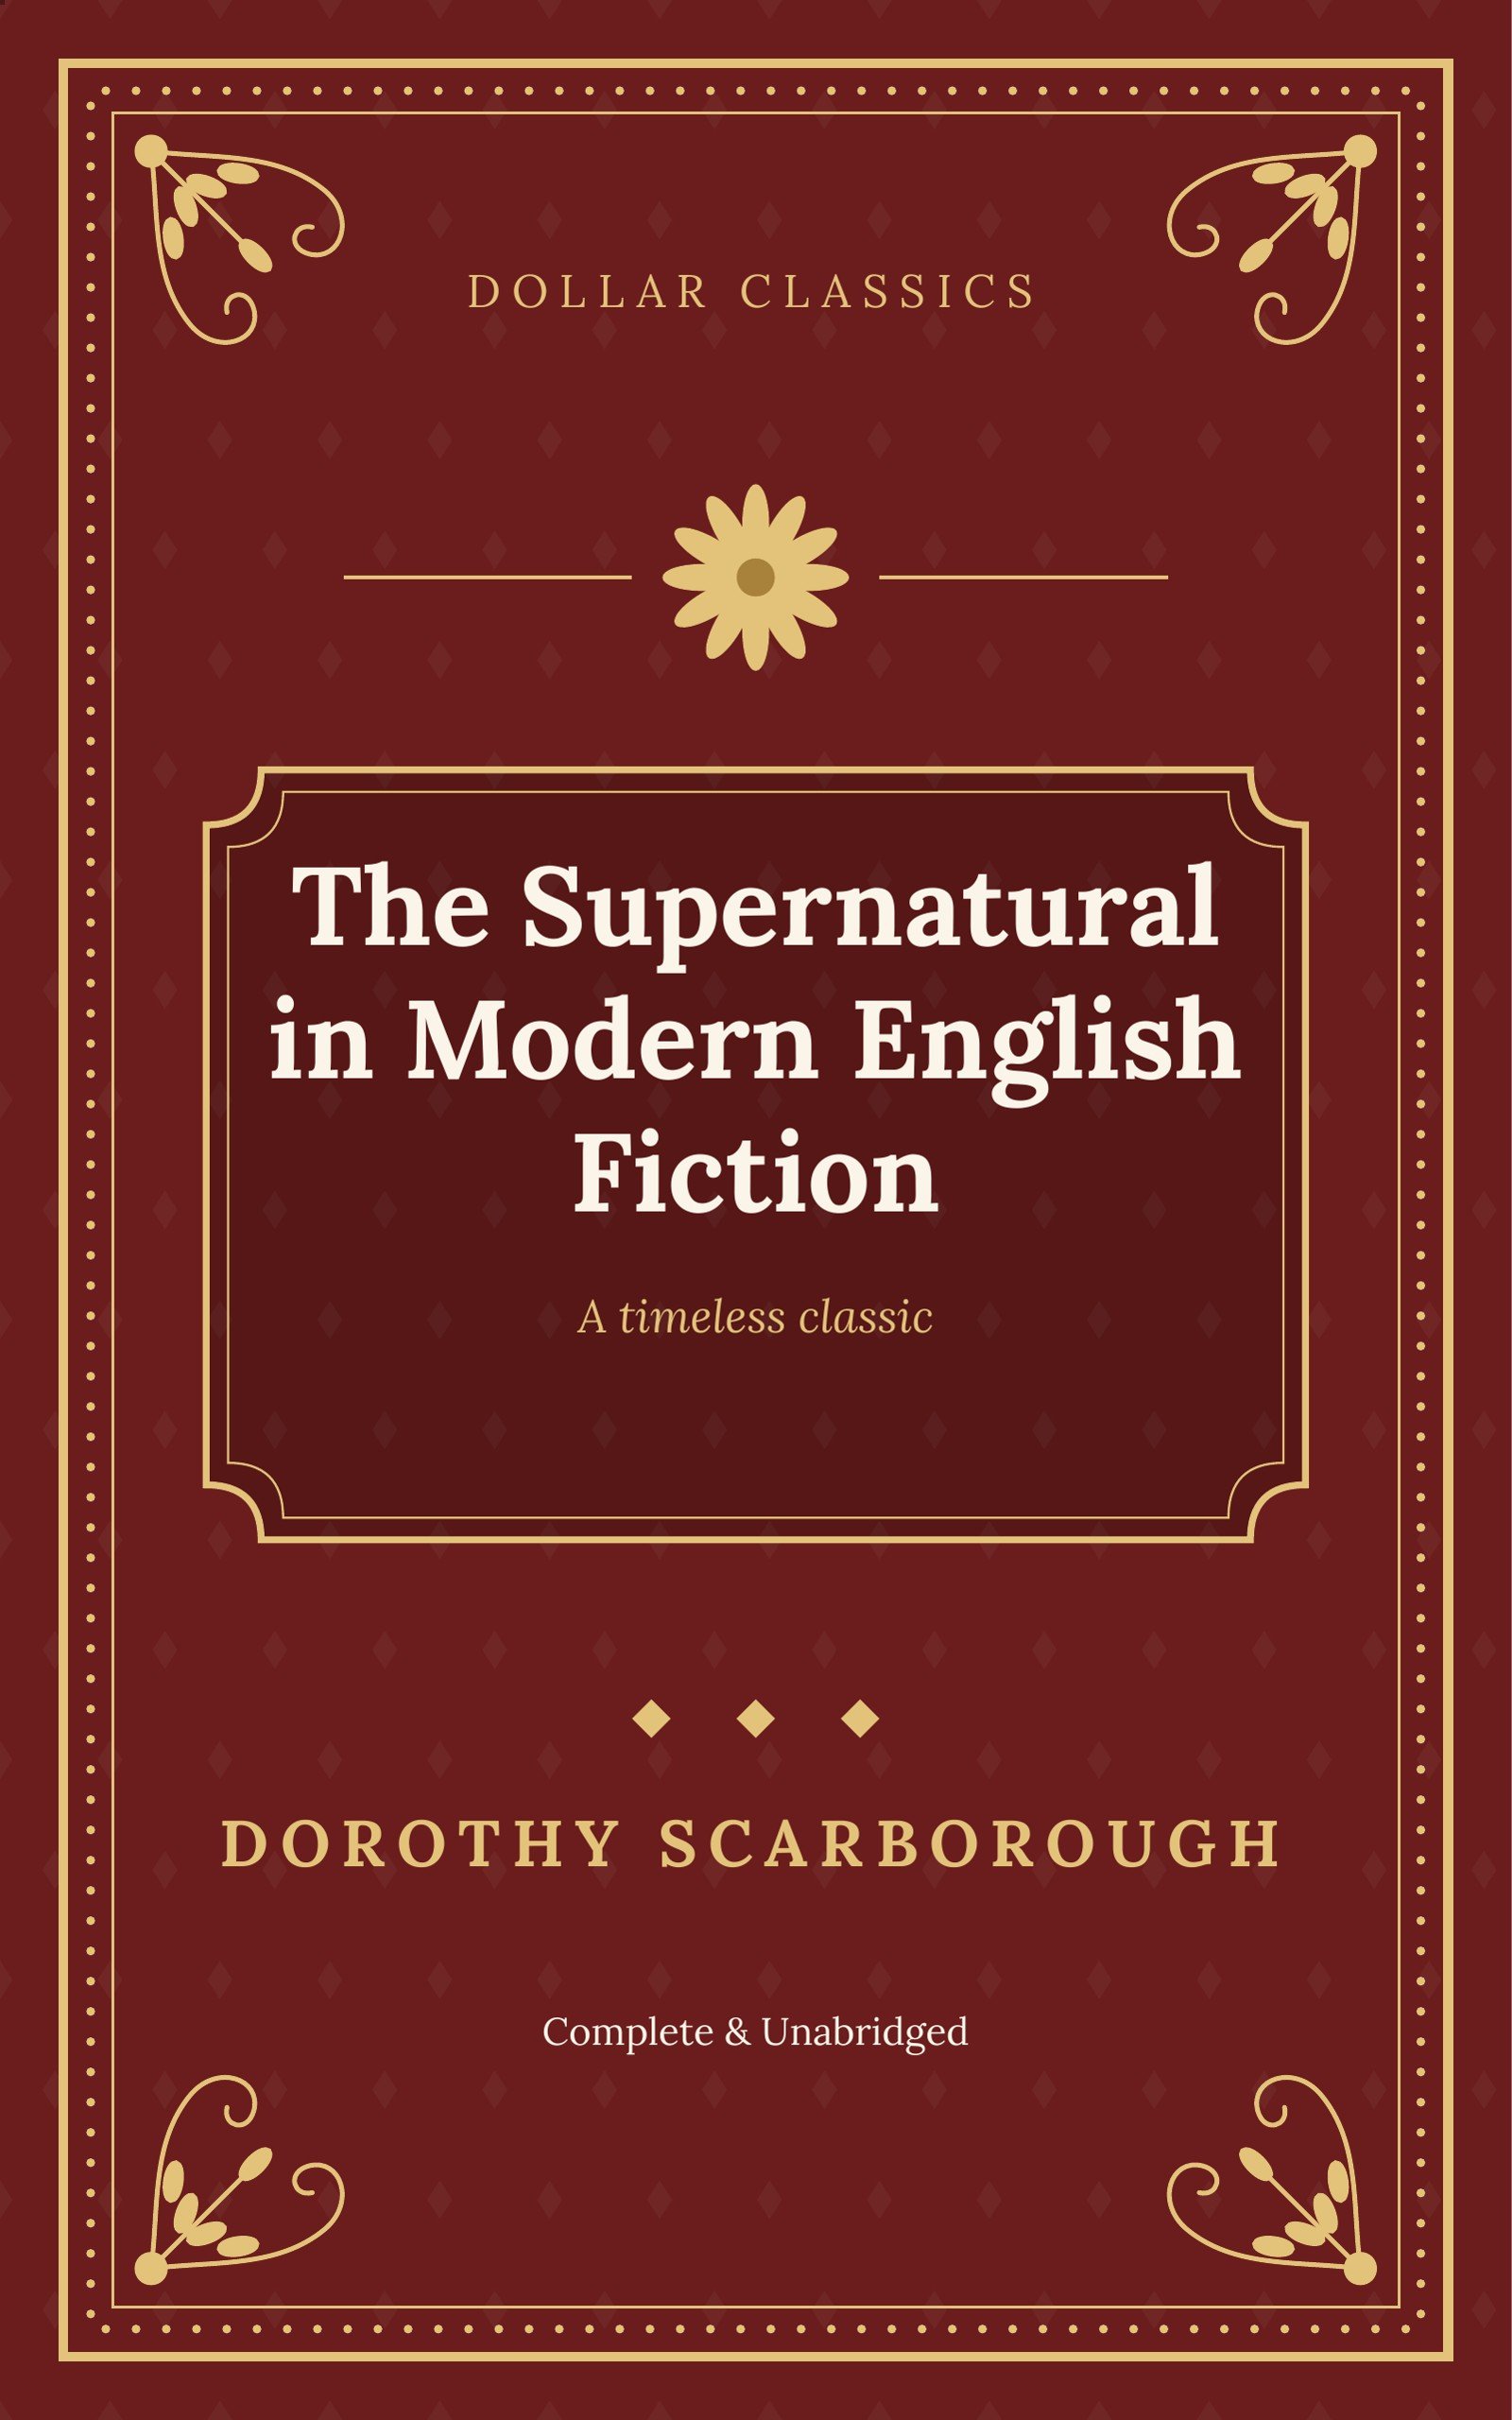 DOLLAR CLASSICS
The Supernatural
in Modern English
Fiction
A timeless classic
DOROTHY SCARBOROUGH
Complete & Unabridged